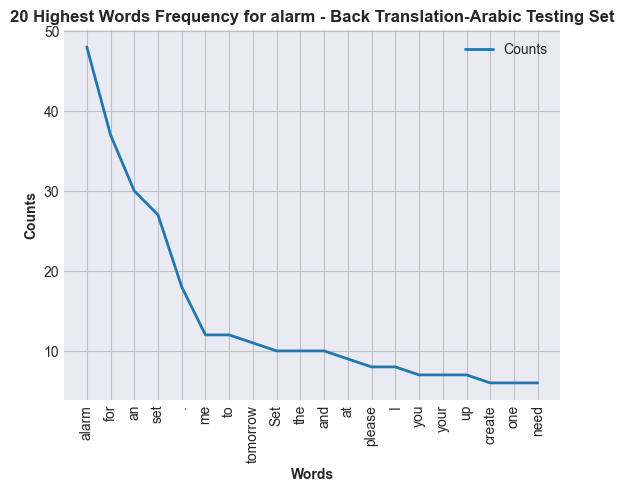 20 Highest Words Frequency for alarm - Back Translation-Arabic Testing Set
Counts
50
40
30
20
10
Counts
alarm
for
an
set
.
me
to
tomorrow
Set
the
and
at
please
I
you
your
up
create
one
need
Words